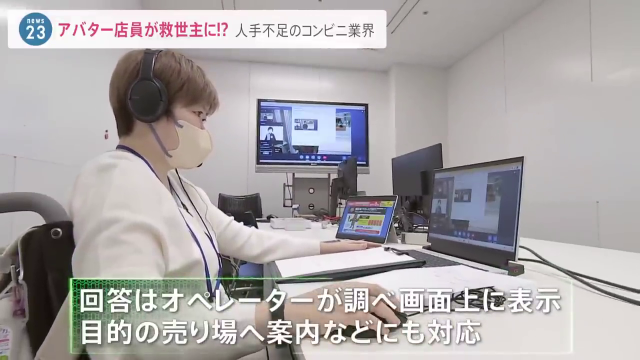 news
23
アバター店員が救世主に!? 人手不足のコンビニ業界
回答はオペレーターが調べ画面上に表示
目的の売り場へ案内などにも対応